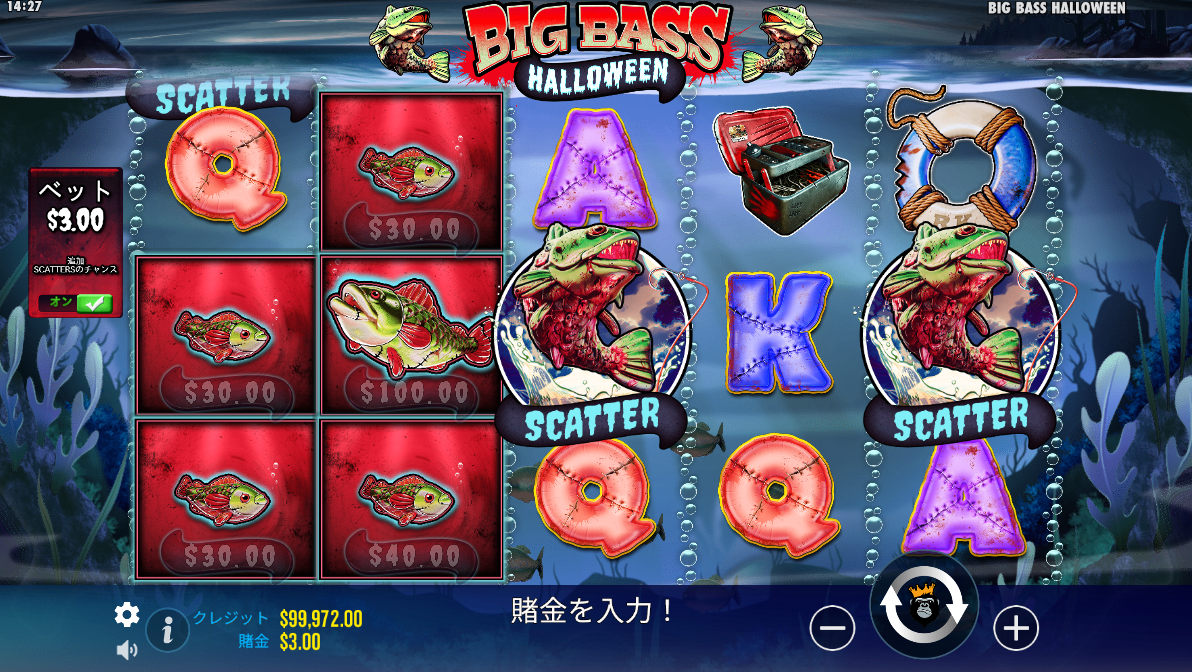 14:27
BIG BASS HALLOWEEN
BIG BASS
HALLOWEEN
SCATTER
Q
$30.00
A
ベット
$3.00
追加
SCATTERSのチャンス
オン
$30.00
$100.00
SCATTER
K
SCATTER
$30.00
$40.00
Q
Q
A
クレジット $99,972.00
賭金 $3.00
賭金を入力！